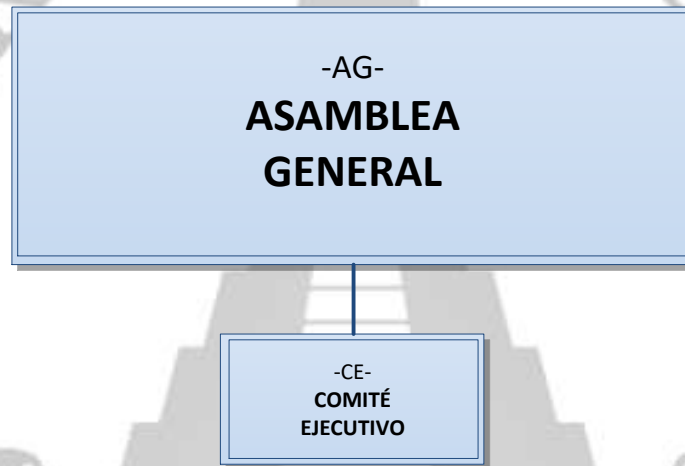 -AG-
ASAMBLEA
GENERAL
-CE-
COMITÉ
EJECUTIVO